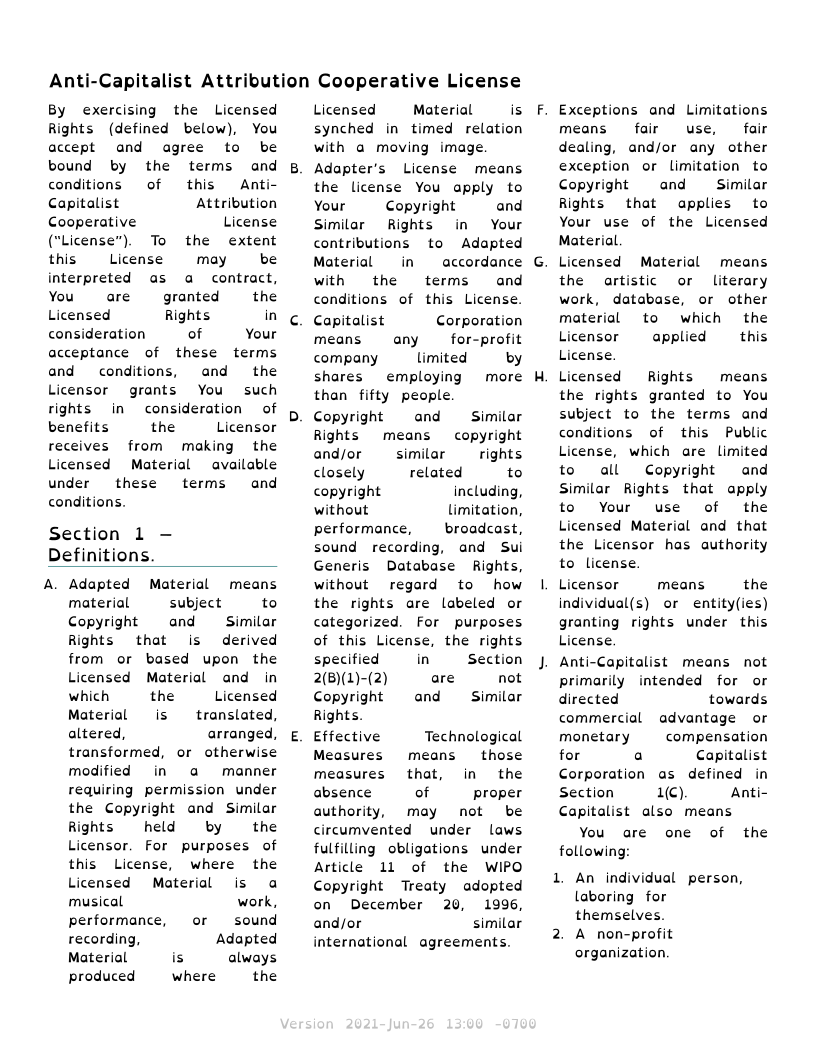 Anti-Capitalist Attribution Cooperative License
By exercising the Licensed
Rights (defined below), You
accept and agree to be
bound by the terms and
conditions of this Anti-
Capitalist Attribution
Cooperative License
(“License”). To the extent
this License may be
interpreted as a contract,
You are granted the
Licensed Rights in
consideration of Your
acceptance of these terms
and conditions, and the
Licensor grants You such
rights in consideration of
benefits the Licensor
receives from making the
Licensed Material available
under these terms and
conditions.
Section 1 –
Definitions.
A. Adapted Material means
material subject to
Copyright and Similar
Rights that is derived
from or based upon the
Licensed Material and in
which the Licensed
Material is translated,
altered, arranged,
transformed, or otherwise
modified in a manner
requiring permission under
the Copyright and Similar
Rights held by the
Licensor. For purposes of
this License, where the
Licensed Material is a
musical work,
performance, or sound
recording, Adapted
Material is always
produced where the
Licensed Material is
synched in timed relation
with a moving image.
B. Adapter’s License means
the license You apply to
Your Copyright and
Similar Rights in Your
contributions to Adapted
Material in accordance
with the terms and
conditions of this License.
C. Capitalist Corporation
means any for-profit
company limited by
shares employing more
than fifty people.
D. Copyright and Similar
Rights means copyright
and/or similar rights
closely related to
copyright including,
without limitation,
performance, broadcast,
sound recording, and Sui
Generis Database Rights,
without regard to how
the rights are labeled or
categorized. For purposes
of this License, the rights
specified in Section
2(B)(1)-(2) are not
Copyright and Similar
Rights.
E. Effective Technological
Measures means those
measures that, in the
absence of proper
authority, may not be
circumvented under laws
fulfilling obligations under
Article 11 of the WIPO
Copyright Treaty adopted
on December 20, 1996,
and/or similar
international agreements.
F. Exceptions and Limitations
means fair use, fair
dealing, and/or any other
exception or limitation to
Copyright and Similar
Rights that applies to
Your use of the Licensed
Material.
G. Licensed Material means
the artistic or literary
work, database, or other
material to which the
Licensor applied this
License.
H. Licensed Rights means
the rights granted to You
subject to the terms and
conditions of this Public
License, which are limited
to all Copyright and
Similar Rights that apply
to Your use of the
Licensed Material and that
the Licensor has authority
to license.
I. Licensor means the
individual(s) or entity(ies)
granting rights under this
License.
J. Anti-Capitalist means not
primarily intended for or
directed towards
commercial advantage or
monetary compensation
for a Capitalist
Corporation as defined in
Section 1(C). Anti-
Capitalist also means
You are one of the
following:
1. An individual person,
laboring for
themselves.
2. A non-profit
organization.
Version 2021-Jun-26 13:00 -0700